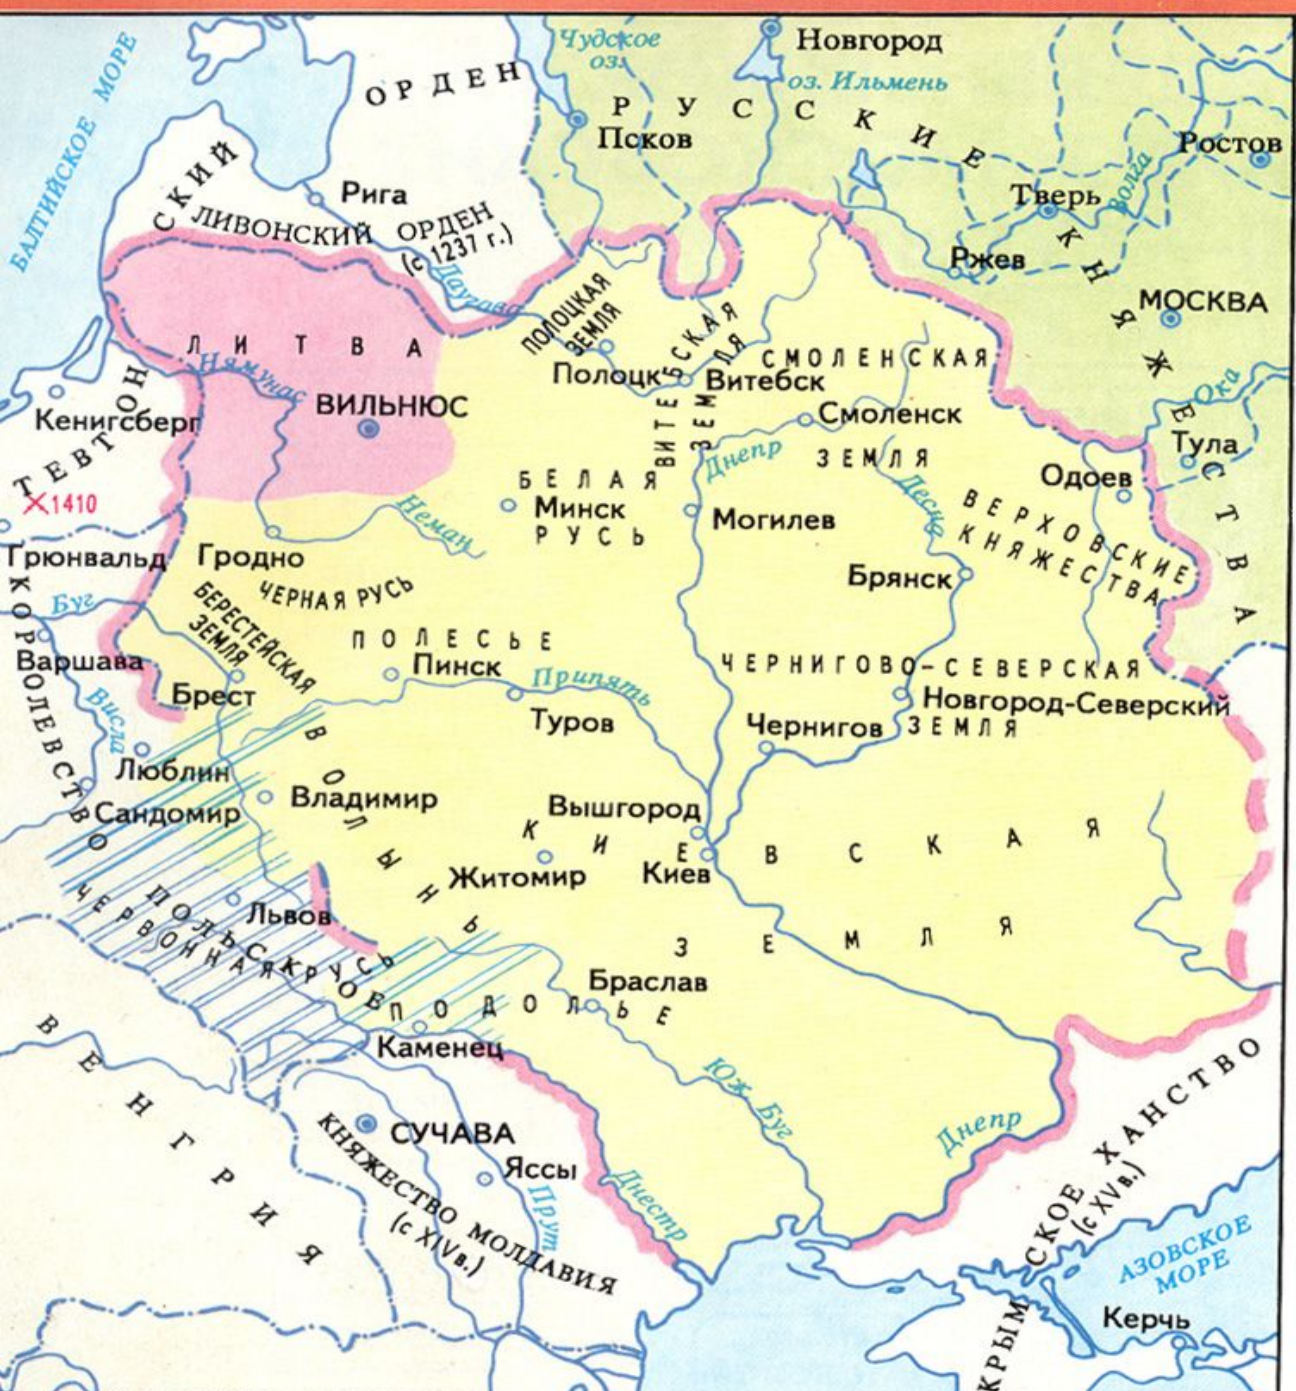 БАЛТИЙСКОЕ МОРЕ
Чудское
оз.
Новгород
оз. Ильмень
ОРДЕН
РУССКИЕ
Псков
Ростов
СКИЙ
Рига
Тверь
Волга
ЛИВОНСКИЙ ОРДЕН
(с 1237 г.)
КНЯЖЕСТВА
Ржев
Даугава
МОСКВА
ПОЛОЦКАЯ
ЗЕМЛЯ
ЛИТВА
Нямунас
Полоцк
ВИТЕБСКАЯ
ЗЕМЛЯ
Витебск
СМОЛЕНСКАЯ
Ока
ВИЛЬНЮС
Кенигсберг
ТЕВТОН
Смоленск
Тула
Днепр
ЗЕМЛЯ
Одоев
1410
БЕЛАЯ
Десна
Минск
Неман
РУСЬ
Могилев
ВЕРХОВСКИЕ
КНЯЖЕСТВА
Грюнвальд
Гродно
Брянск
ЧЕРНАЯ РУСЬ
Буг
БЕРЕСТЕЙСКАЯ
ЗЕМЛЯ
КОРОЛЕВСТВО
ПОЛЕСЬЕ
Варшава
Пинск
Припять
ЧЕРНИГОВО-СЕВЕРСКАЯ
Брест
Висла
Туров
Новгород-Северский
Чернигов
ЗЕМЛЯ
ВОЛЫНЬ
Люблин
Владимир
Вышгород
Сандомир
КИЕВСКАЯ
Житомир
Киев
ЧЕРВОННАЯ РУСЬ
ПОЛЬСКОЕ
Львов
ЗЕМЛЯ
Браслав
ПОДОЛЬЕ
Каменец
ВЕНГРИЯ
Юж. Буг
Днепр
СУЧАВА
КНЯЖЕСТВО МОЛДАВИЯ
(с XIV в.)
Яссы
Прут
Днестр
КРЫМСКОЕ ХАНСТВО
(с XV в.)
АЗОВСКОЕ
МОРЕ
Керчь